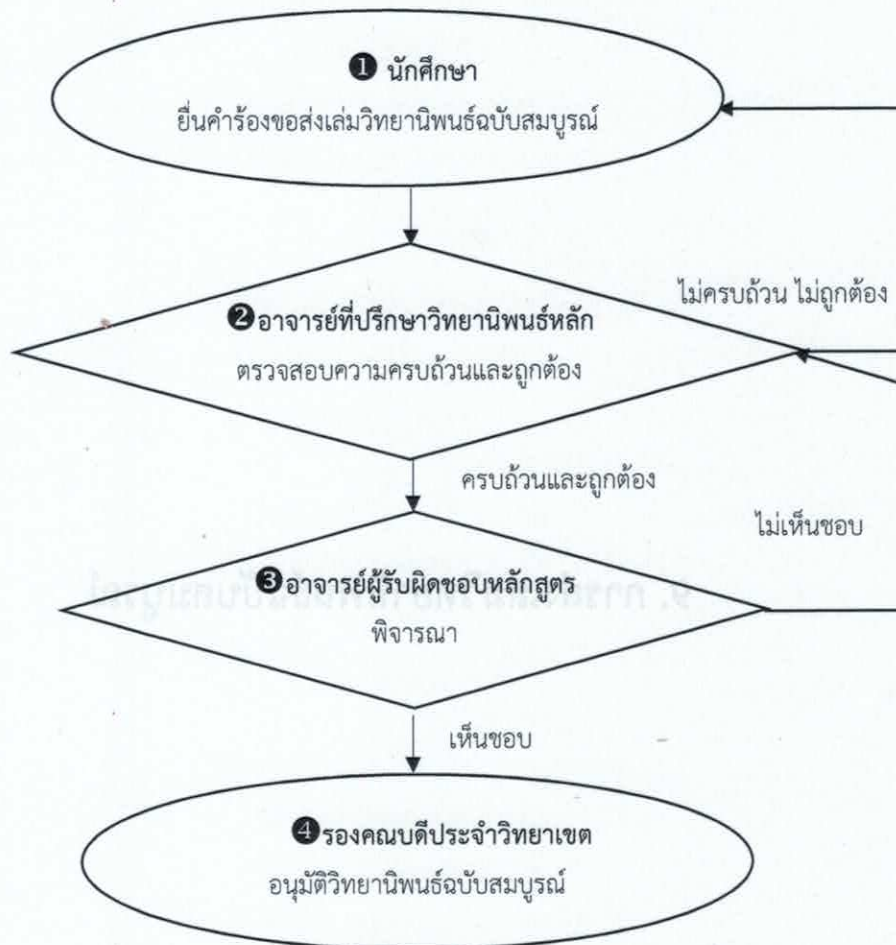 ❶ นักศึกษา
ยื่นคำร้องขอส่งเล่มวิทยานิพนธ์ฉบับสมบูรณ์
ไม่ครบถ้วน ไม่ถูกต้อง
❷อาจารย์ที่ปรึกษาวิทยานิพนธ์หลัก
ตรวจสอบความครบถ้วนและถูกต้อง
ครบถ้วนและถูกต้อง
ไม่เห็นชอบ
❸อาจารย์ผู้รับผิดชอบหลักสูตร
พิจารณา
เห็นชอบ
❹รองคณบดีประจำวิทยาเขต
อนุมัติวิทยานิพนธ์ฉบับสมบูรณ์